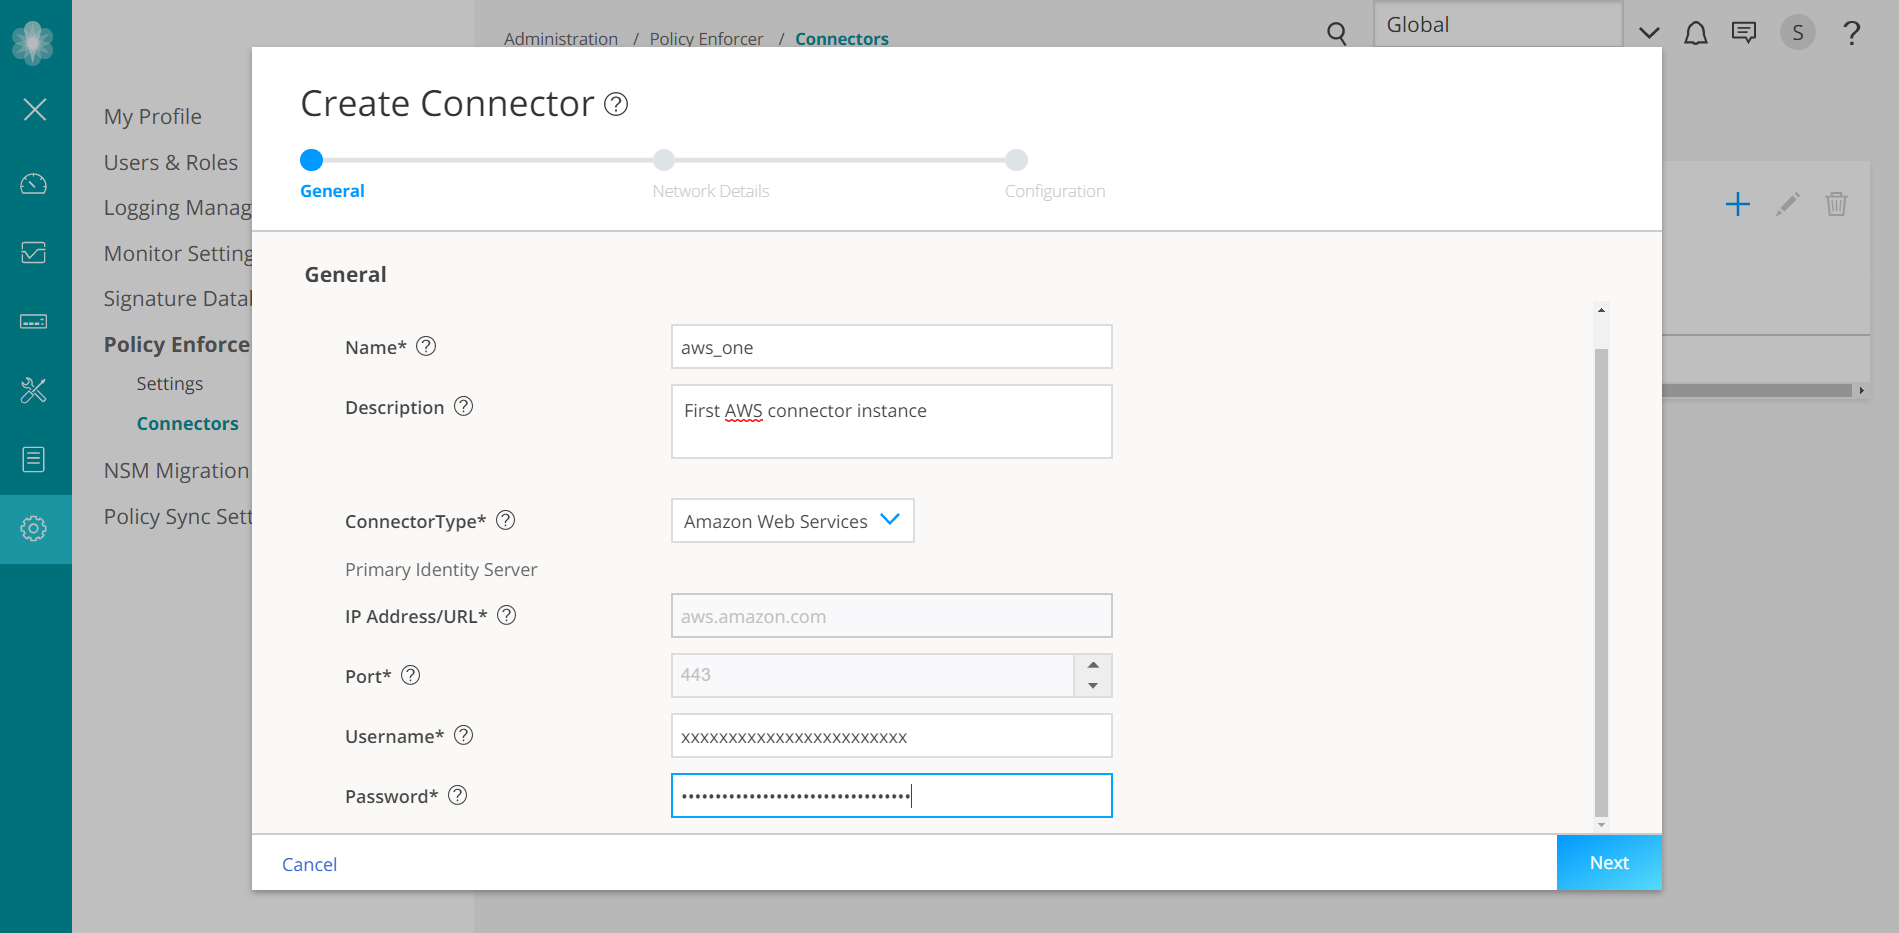 Administration / Policy Enforcer / Connectors
Global
S
?
My Profile
Users & Roles
Logging Manag
Monitor Setting
Signature Datal
Policy Enforce
Settings
Connectors
NSM Migration
Policy Sync Sett
Create Connector ?
General
Network Details
Configuration
General
Name* ?
aws_one
Description ?
First AWS connector instance
ConnectorType* ?
Amazon Web Services
Primary Identity Server
IP Address/URL* ?
aws.amazon.com
Port* ?
443
Username* ?
xxxxxxxxxxxxxxxxxxxxxxxx
Password* ?
••••••••••••••••••••••••••••••••••
Cancel
Next